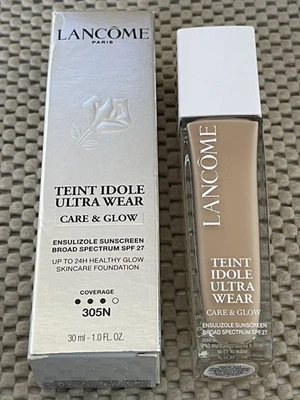 LANCÔME
PARIS
TEINT IDOLE
ULTRA WEAR
CARE & GLOW
ENSULIZOLE SUNSCREEN
BROAD SPECTRUM SPF 27
UP TO 24H HEALTHY GLOW
SKINCARE FOUNDATION
COVERAGE
305N
30 ml - 1.0 FL. OZ.
LANCÔME
TEINT
IDOLE
ULTRA
WEAR
CARE & GLOW
ENSULIZOLE SUNSCREEN
BROAD SPECTRUM SPF 27